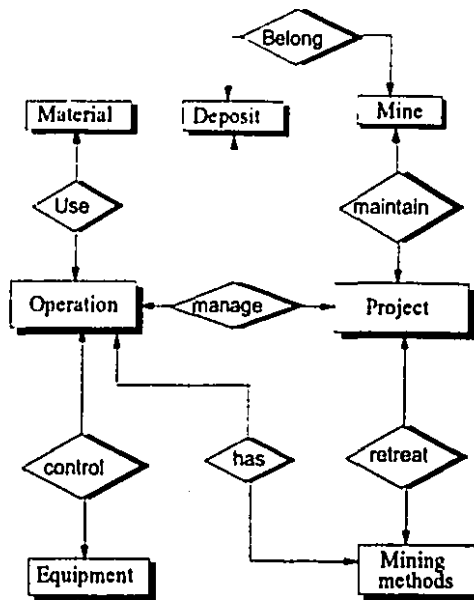 Belong
Material
Deposit
Mine
Use
maintain
Operation
manage
Project
control
has
retreat
Equipment
Mining
methods